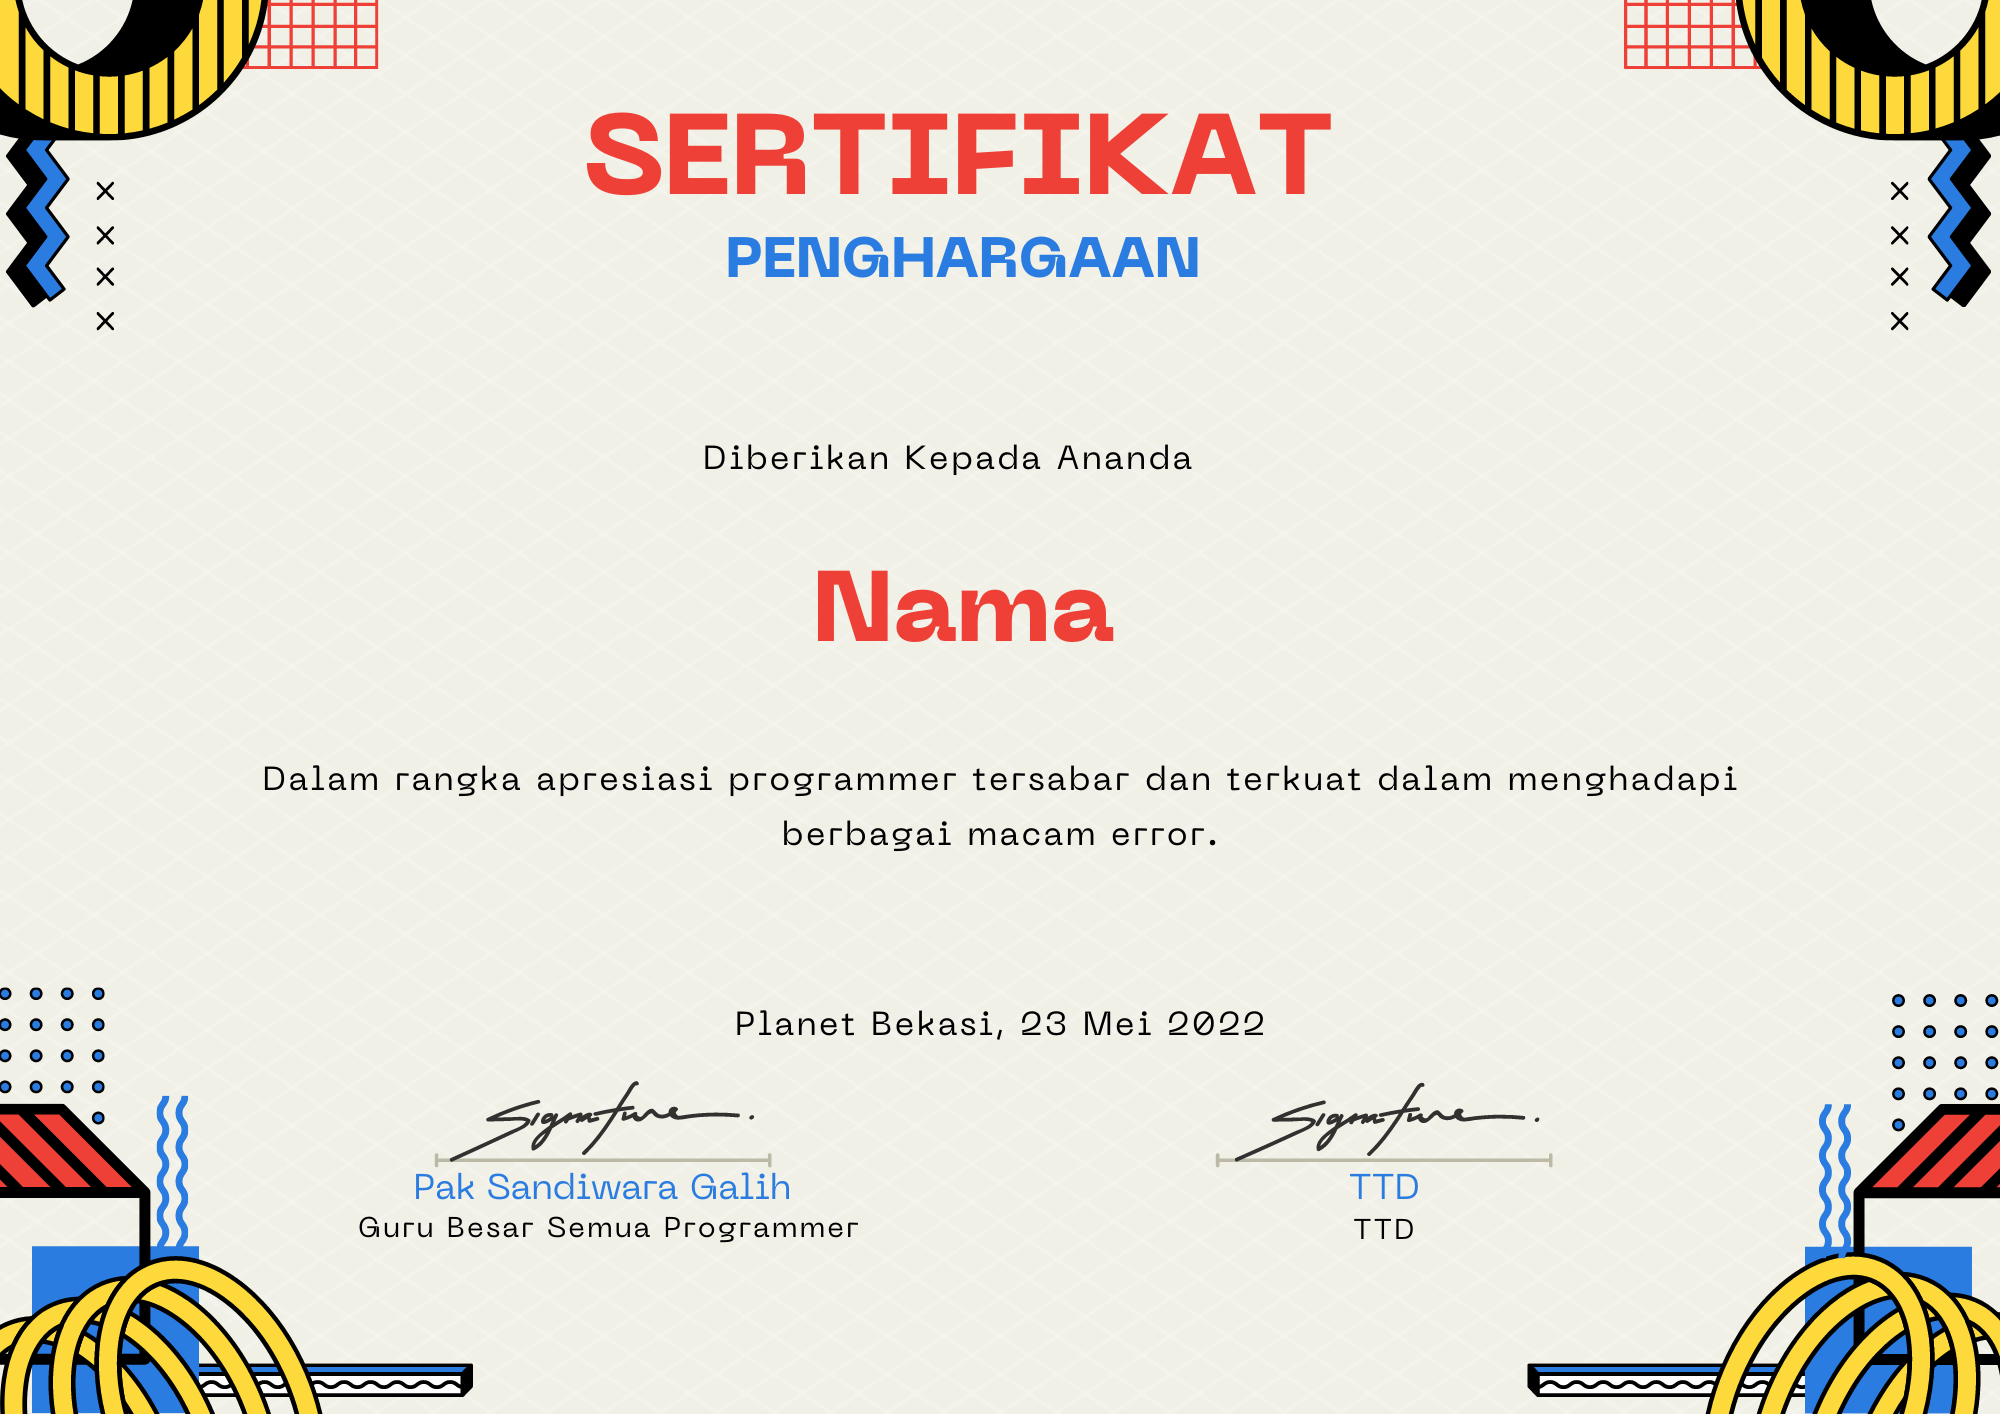 SERTIFIKAT
PENGHARGAAN
Diberikan Kepada Ananda
Nama
Dalam rangka apresiasi programmer tersabar dan terkuat dalam menghadapi
berbagai macam error.
Planet Bekasi, 23 Mei 2022
Signature.
Signature.
Pak Sandiwara Galih
TTD
Guru Besar Semua Programmer
TTD